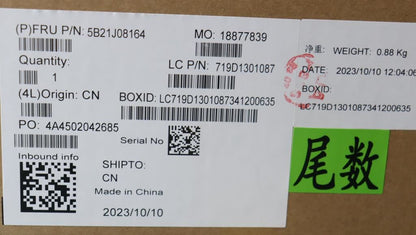 (P)FRU P/N: 5B21J08164
MO: 18877839
Quantity:
1
LC P/N: 719D1301087
(4L)Origin: CN
BOXID: LC719D1301087341200635
PO: 4A4502042685
Serial No
Inbound info
SHIPTO:
CN
Made in China
2023/10/10
净重: WEIGHT: 0.88 Kg
DATE: 2023/10/10 12:04:06
BOXID:
LC719D1301087341200635
尾数